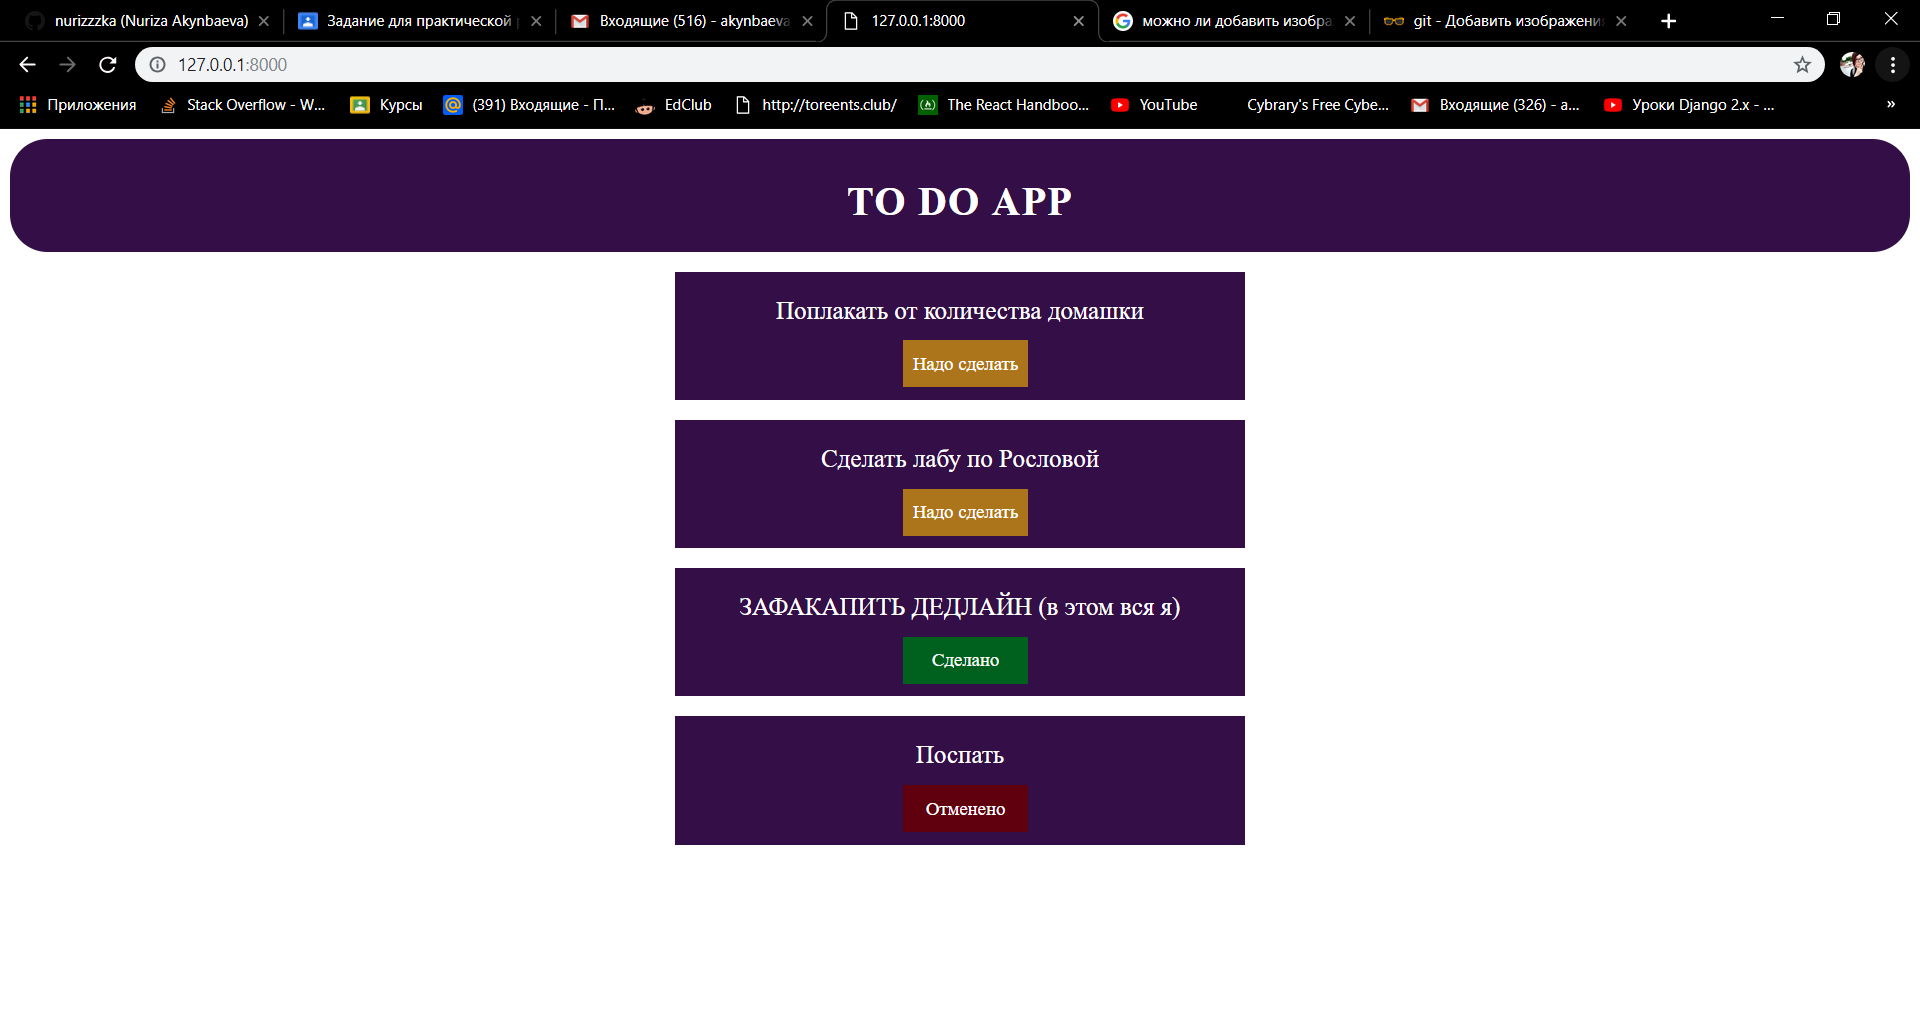 nurizzzka (Nuriza Akynbaeva)
Задание для практической
Входящие (516) - akynbaeva
127.0.0.1:8000
можно ли добавить изобра
git - Добавить изображени
127.0.0.1:8000
Приложения
Stack Overflow - W...
Курсы
(391) Входящие - П...
EdClub
http://toreents.club/
The React Handboo...
YouTube
Cybrary's Free Cybe...
Входящие (326) - a...
Уроки Django 2.x - ...
»
TO DO APP
Поплакать от количества домашки
Надо сделать
Сделать лабу по Рословой
Надо сделать
ЗАФАКАПИТЬ ДЕДЛАЙН (в этом вся я)
Сделано
Поспать
Отменено